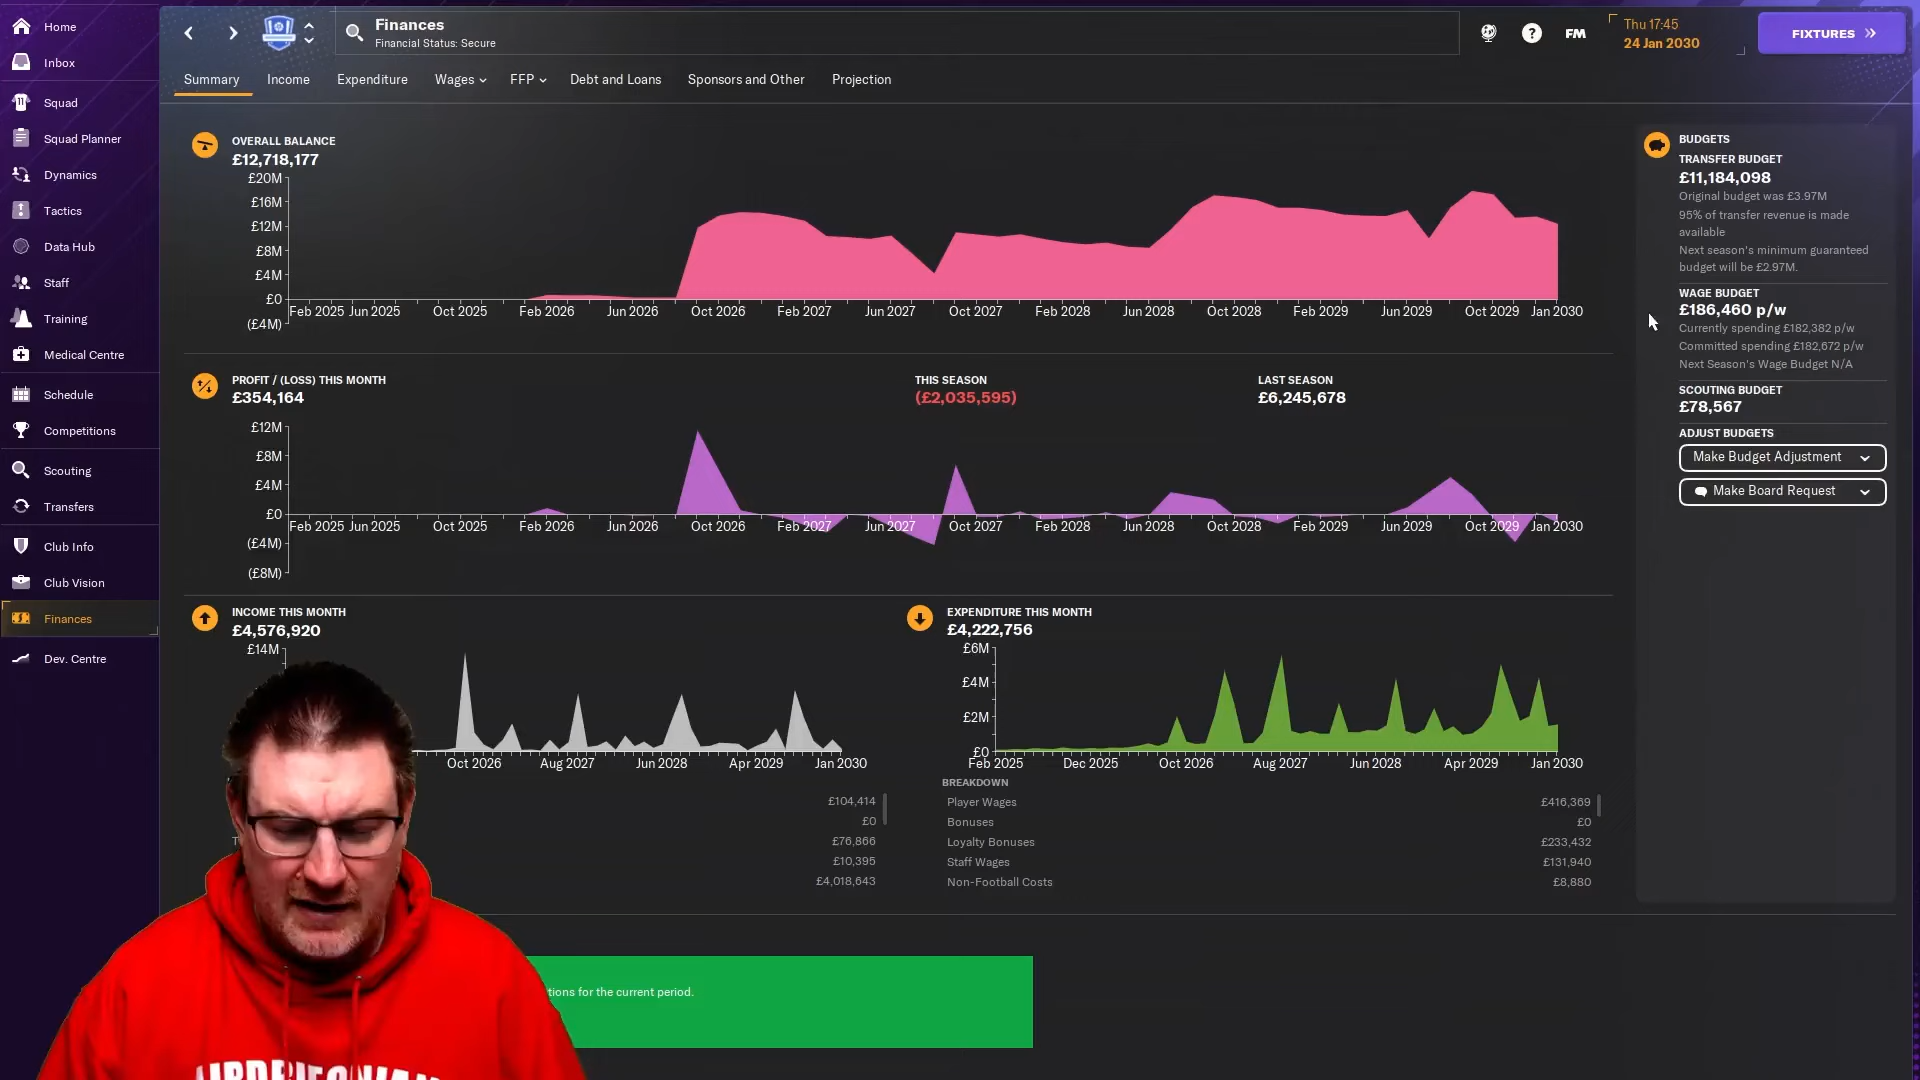 Home
Inbox
Squad
Squad Planner
Dynamics
Tactics
Data Hub
Staff
Training
Medical Centre
Schedule
Competitions
Scouting
Transfers
Club Info
Club Vision
Finances
Dev. Centre
Finances
Financial Status: Secure
FM
Thu 17:45
24 Jan 2030
FIXTURES
Summary Income Expenditure Wages FFP Debt and Loans Sponsors and Other Projection
OVERALL BALANCE
£12,718,177
£20M
£16M
£12M
£8M
£4M
£0
(£4M)
Feb 2025 Jun 2025 Oct 2025 Feb 2026 Jun 2026 Oct 2026 Feb 2027 Jun 2027 Oct 2027 Feb 2028 Jun 2028 Oct 2028 Feb 2029 Jun 2029 Oct 2029 Jan 2030
PROFIT / (LOSS) THIS MONTH
£354,164
THIS SEASON
(£2,035,595)
LAST SEASON
£6,245,678
£12M
£8M
£4M
£0
(£4M)
(£8M)
Feb 2025 Jun 2025 Oct 2025 Feb 2026 Jun 2026 Oct 2026 Feb 2027 Jun 2027 Oct 2027 Feb 2028 Jun 2028 Oct 2028 Feb 2029 Jun 2029 Oct 2029 Jan 2030
INCOME THIS MONTH
£4,576,920
£14M
Oct 2026 Aug 2027 Jun 2028 Apr 2029 Jan 2030
£104,414
£0
£76,866
£10,395
£4,018,643
EXPENDITURE THIS MONTH
£4,222,756
£6M
£4M
£2M
£0
Feb 2025 Dec 2025 Oct 2026 Aug 2027 Jun 2028 Apr 2029 Jan 2030
BREAKDOWN
Player Wages £416,369
Bonuses £0
Loyalty Bonuses £233,432
Staff Wages £131,940
Non-Football Costs £8,880
tions for the current period.
BUDGETS
TRANSFER BUDGET
£11,184,098
Original budget was £3.97M
95% of transfer revenue is made
available
Next season's minimum guaranteed
budget will be £2.97M.
WAGE BUDGET
£186,460 p/w
Currently spending £182,382 p/w
Committed spending £182,672 p/w
Next Season's Wage Budget N/A
SCOUTING BUDGET
£78,567
ADJUST BUDGETS
Make Budget Adjustment
Make Board Request